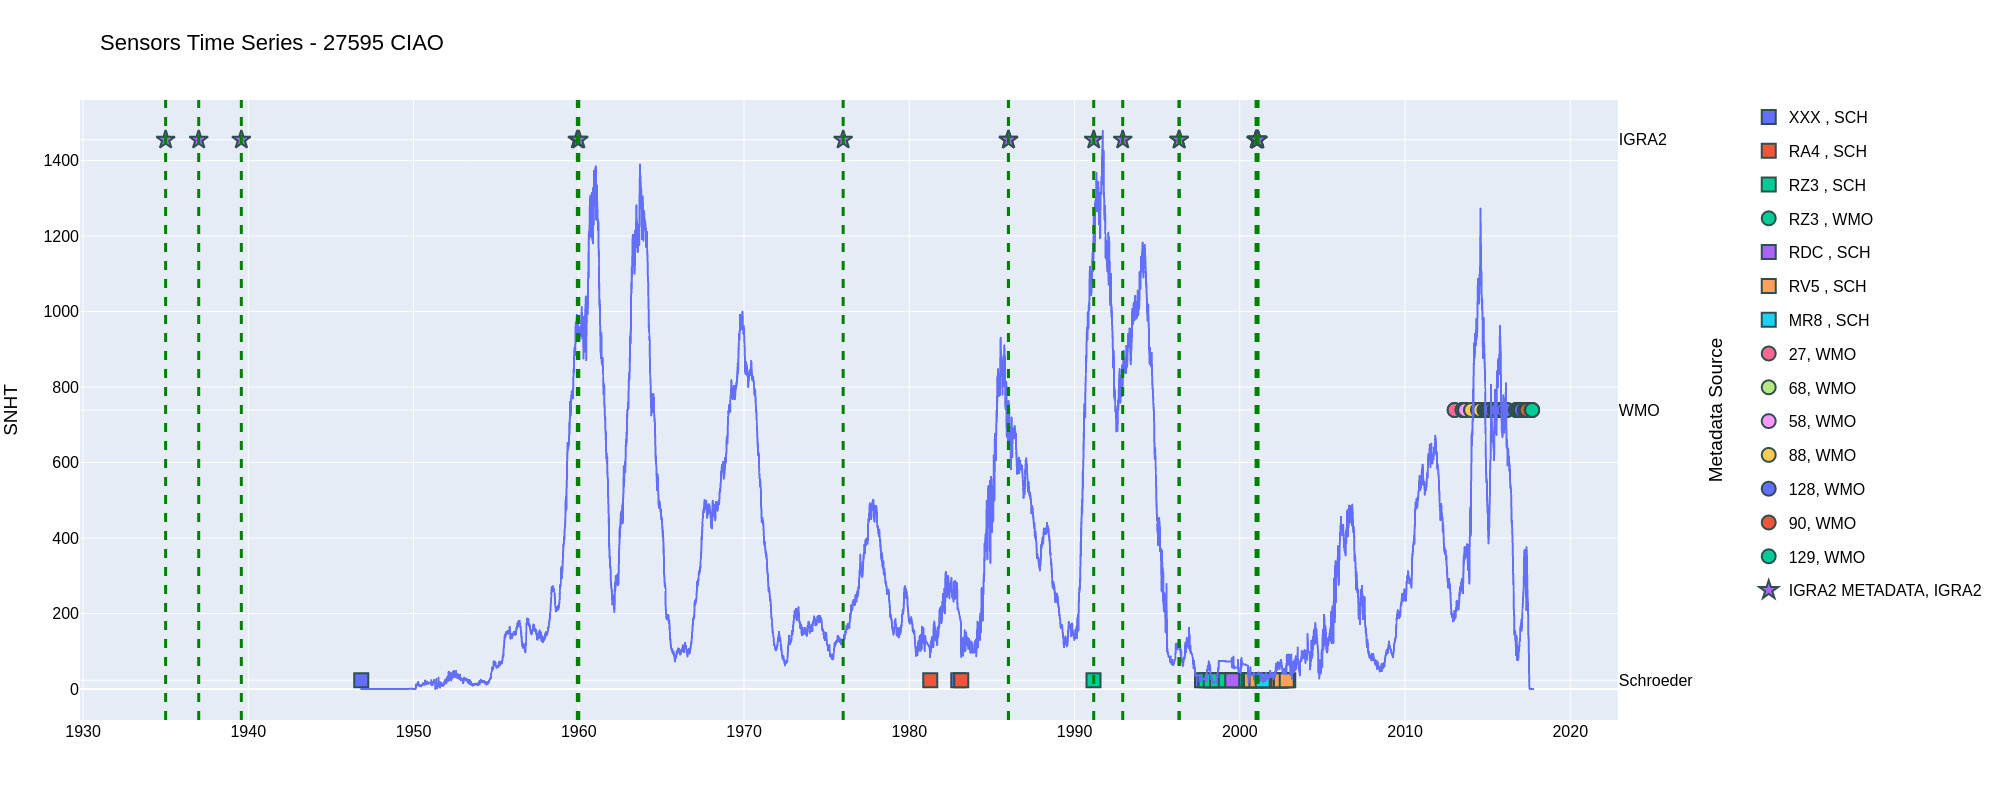 Sensors Time Series - 27595 CIAO
SNHT
1400
1200
1000
800
600
400
200
0
1930 1940 1950 1960 1970 1980 1990 2000 2010 2020
IGRA2
WMO
Schroeder
Metadata Source
XXX , SCH
RA4 , SCH
RZ3 , SCH
RZ3 , WMO
RDC , SCH
RV5 , SCH
MR8 , SCH
27, WMO
68, WMO
58, WMO
88, WMO
128, WMO
90, WMO
129, WMO
IGRA2 METADATA, IGRA2